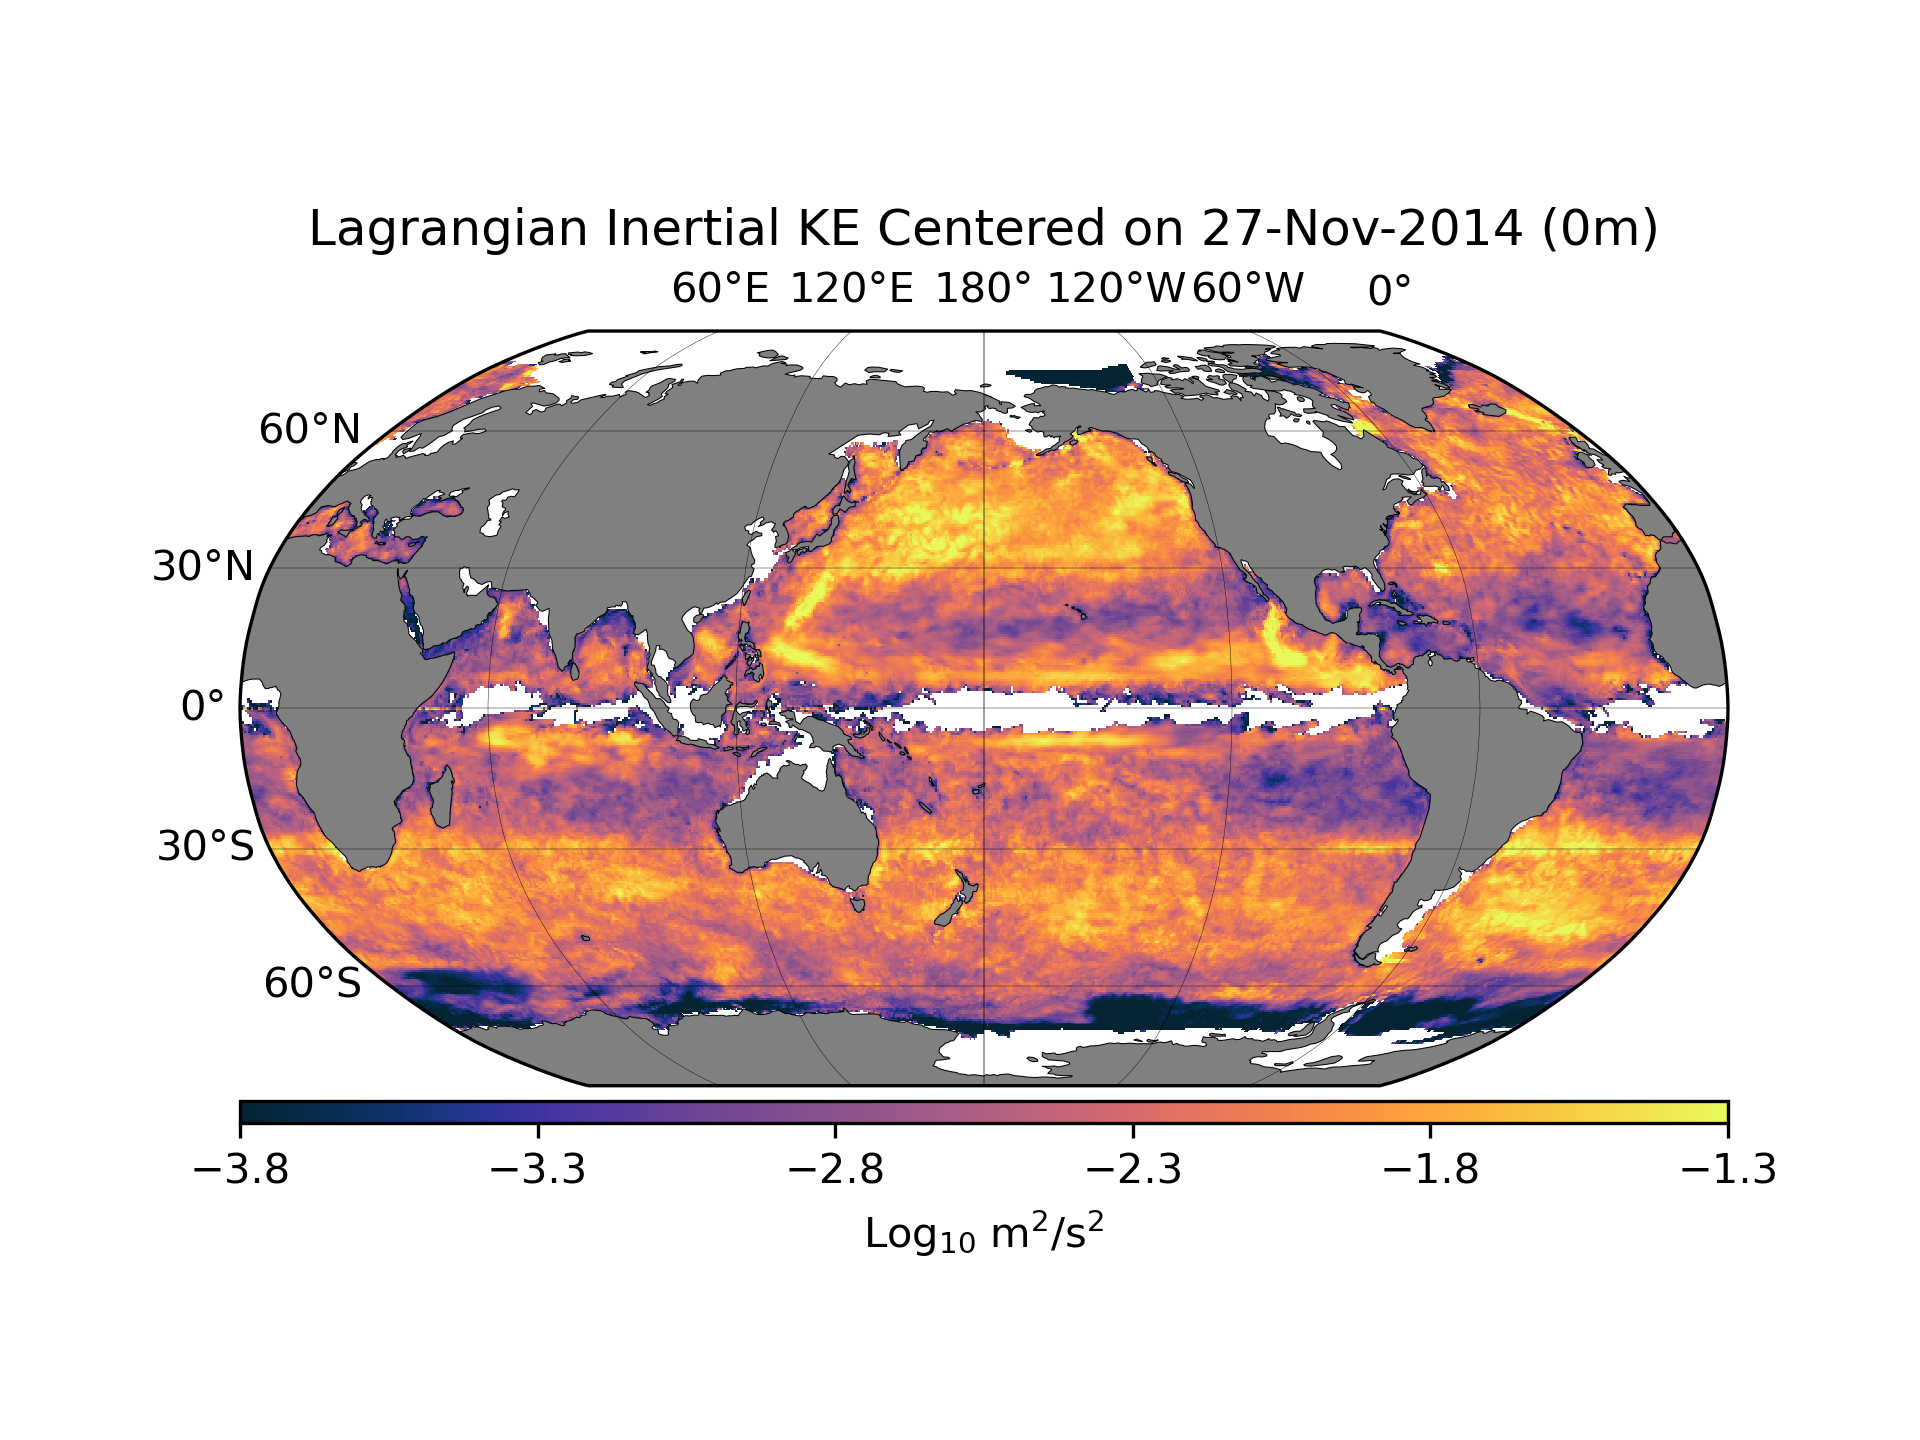 Lagrangian Inertial KE Centered on 27-Nov-2014 (0m)
60°E 120°E 180° 120°W 60°W 0°
60°N
30°N
0°
30°S
60°S
−3.8 −3.3 −2.8 −2.3 −1.8 −1.3
Log₁₀ m²/s²